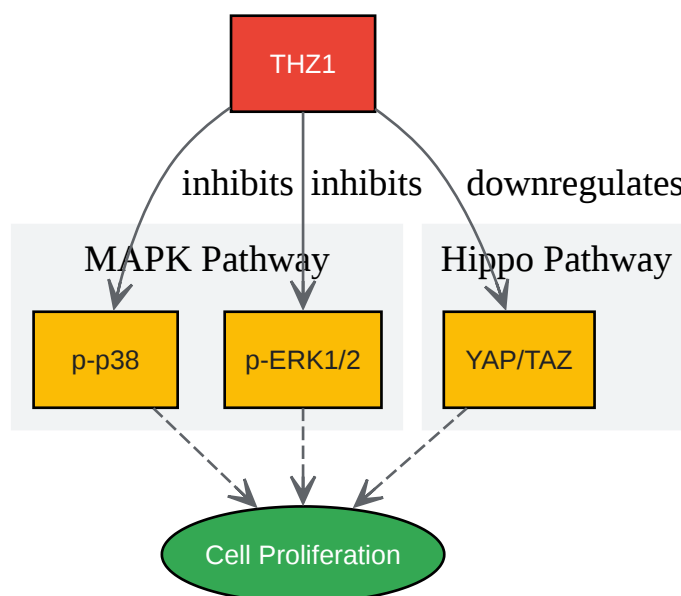 THZ1
inhibits inhibits downregulates
MAPK Pathway Hippo Pathway
p-p38 p-ERK1/2 YAP/TAZ
Cell Proliferation